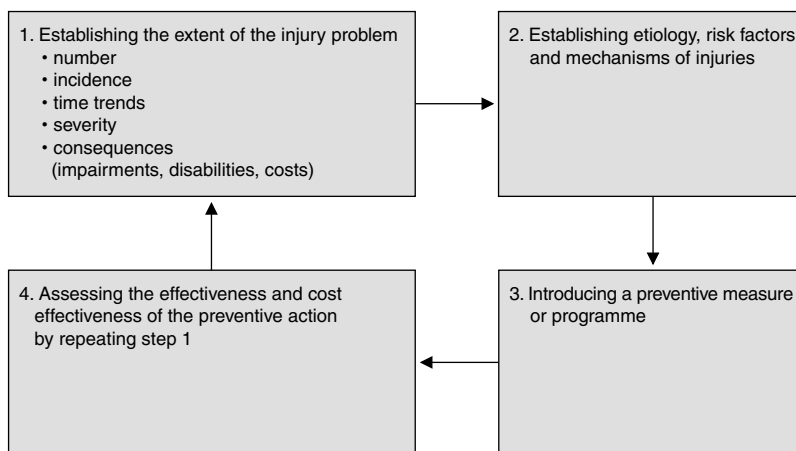 1. Establishing the extent of the injury problem
• number
• incidence
• time trends
• severity
• consequences
(impairments, disabilities, costs)
2. Establishing etiology, risk factors
and mechanisms of injuries
4. Assessing the effectiveness and cost
effectiveness of the preventive action
by repeating step 1
3. Introducing a preventive measure
or programme